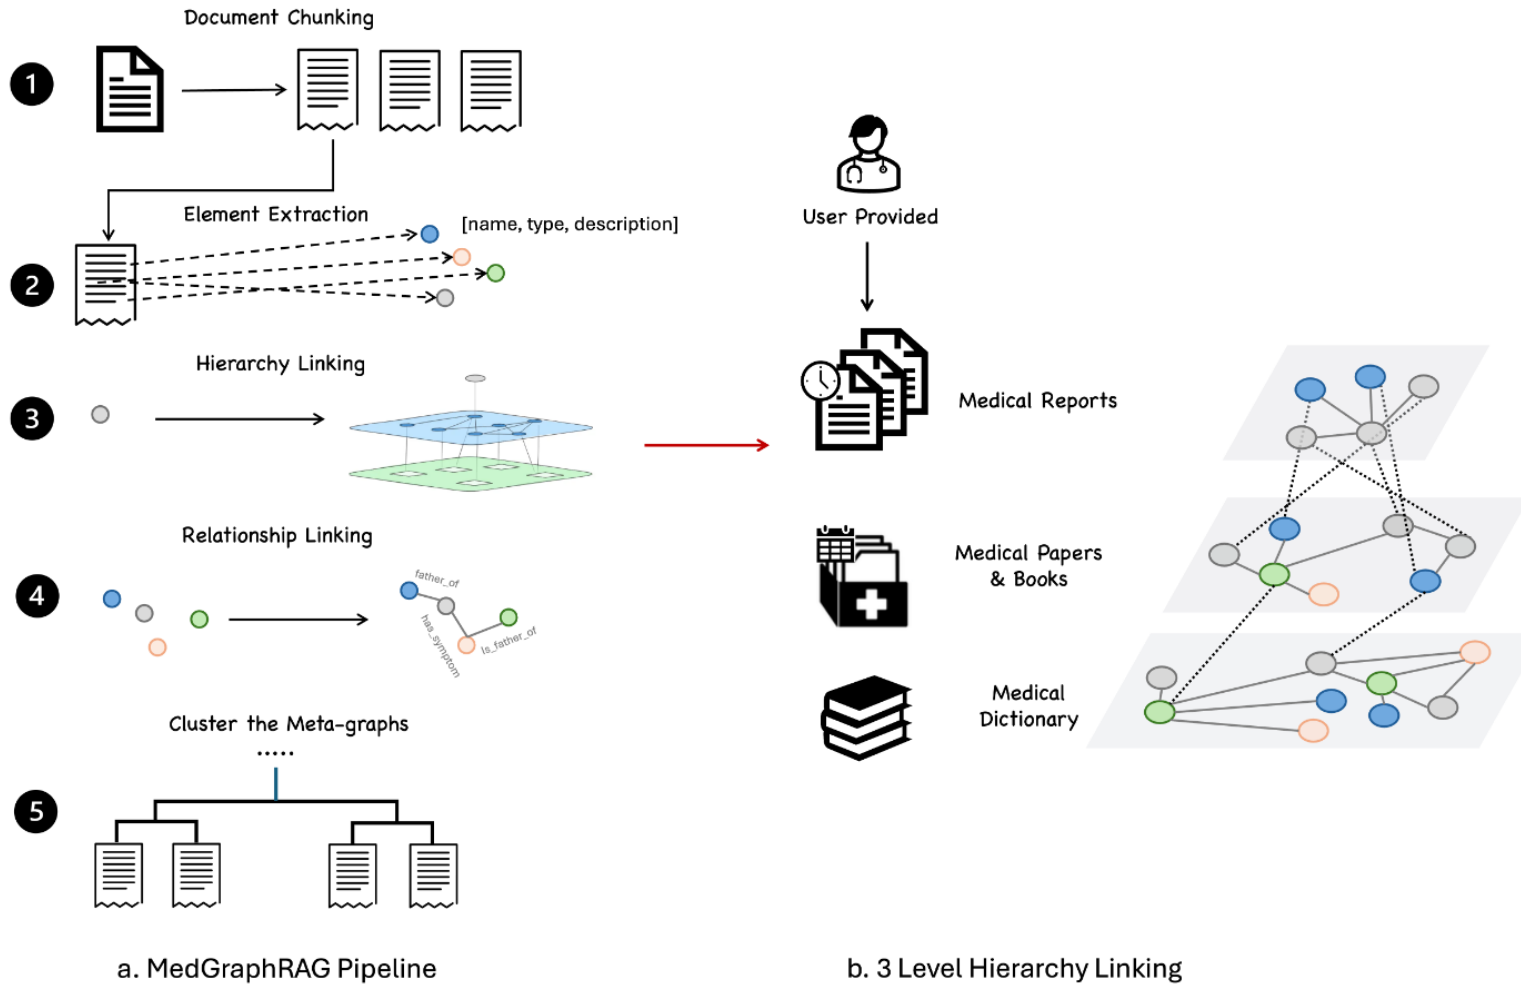 Document Chunking
1
Element Extraction
[name, type, description]
2
Hierarchy Linking
3
Relationship Linking
4
father_of
has_symptom
Is_father_of
Cluster the Meta-graphs
.....
5
a. MedGraphRAG Pipeline
User Provided
Medical Reports
Medical Papers
& Books
Medical
Dictionary
b. 3 Level Hierarchy Linking